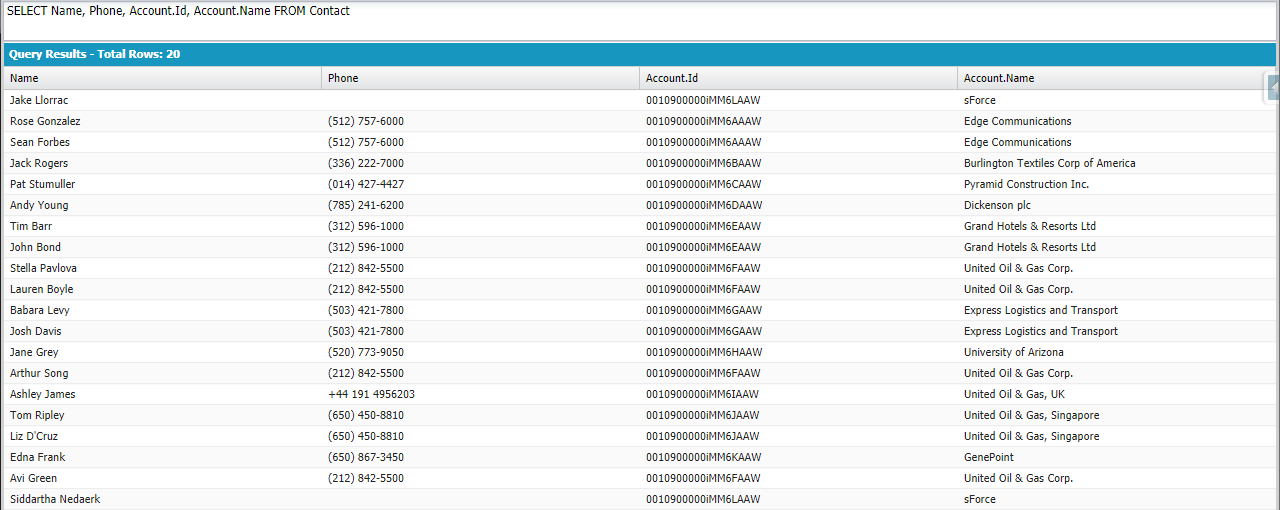 SELECT Name, Phone, Account.Id, Account.Name FROM Contact
Query Results - Total Rows: 20
Name Phone Account.Id Account.Name
Jake Llorrac 0010900000iMM6LAAW sForce
Rose Gonzalez (512) 757-6000 0010900000iMM6AAAW Edge Communications
Sean Forbes (512) 757-6000 0010900000iMM6AAAW Edge Communications
Jack Rogers (336) 222-7000 0010900000iMM6BAAW Burlington Textiles Corp of America
Pat Stumuller (014) 427-4427 0010900000iMM6CAAW Pyramid Construction Inc.
Andy Young (785) 241-6200 0010900000iMM6DAAW Dickenson plc
Tim Barr (312) 596-1000 0010900000iMM6EAAW Grand Hotels & Resorts Ltd
John Bond (312) 596-1000 0010900000iMM6EAAW Grand Hotels & Resorts Ltd
Stella Pavlova (212) 842-5500 0010900000iMM6FAAW United Oil & Gas Corp.
Lauren Boyle (212) 842-5500 0010900000iMM6FAAW United Oil & Gas Corp.
Babara Levy (503) 421-7800 0010900000iMM6GAAW Express Logistics and Transport
Josh Davis (503) 421-7800 0010900000iMM6GAAW Express Logistics and Transport
Jane Grey (520) 773-9050 0010900000iMM6HAAW University of Arizona
Arthur Song (212) 842-5500 0010900000iMM6FAAW United Oil & Gas Corp.
Ashley James +44 191 4956203 0010900000iMM6IAAW United Oil & Gas, UK
Tom Ripley (650) 450-8810 0010900000iMM6JAAW United Oil & Gas, Singapore
Liz D'Cruz (650) 450-8810 0010900000iMM6JAAW United Oil & Gas, Singapore
Edna Frank (650) 867-3450 0010900000iMM6KAAW GenePoint
Avi Green (212) 842-5500 0010900000iMM6FAAW United Oil & Gas Corp.
Siddartha Nedaerk 0010900000iMM6LAAW sForce